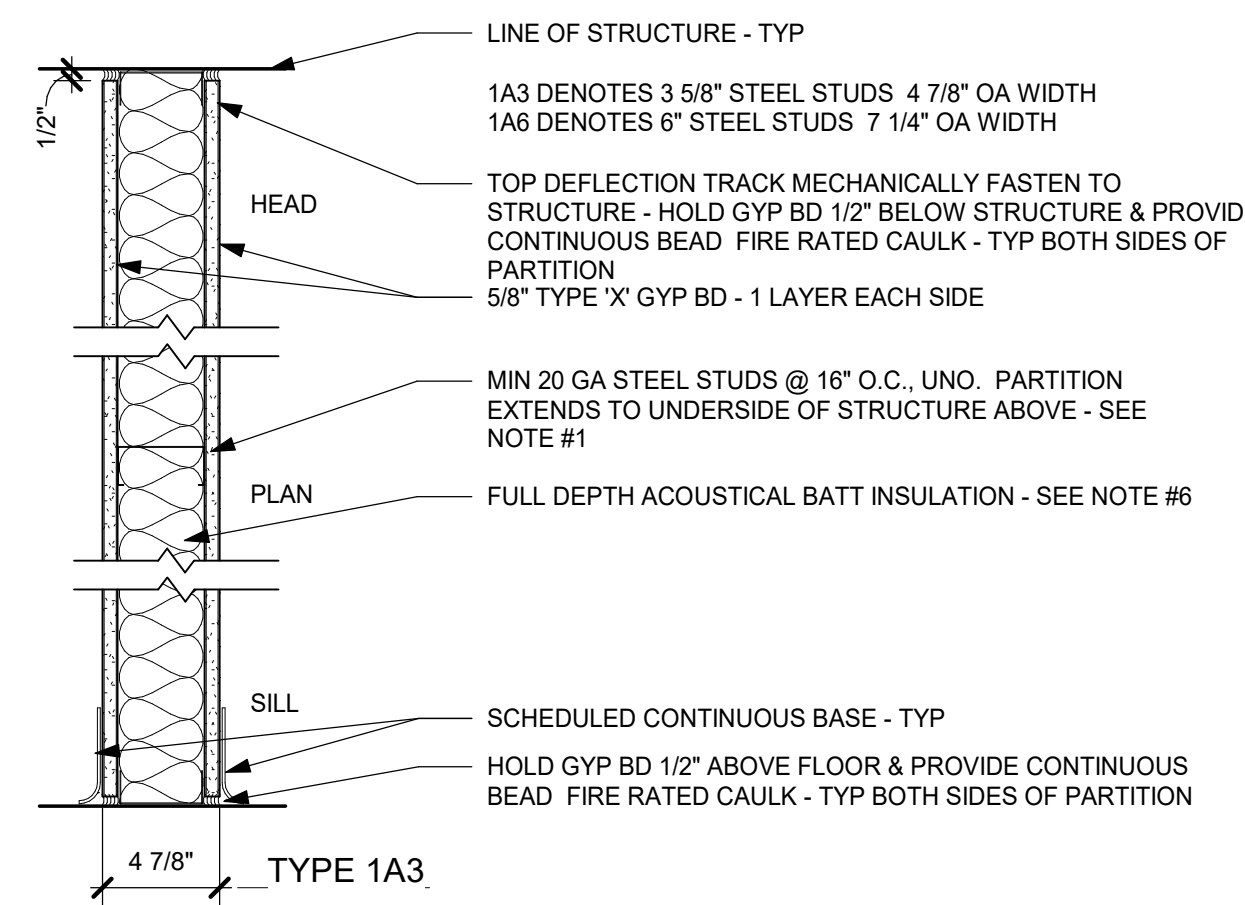 LINE OF STRUCTURE - TYP
1/2"
1A3 DENOTES 3 5/8" STEEL STUDS 4 7/8" OA WIDTH
1A6 DENOTES 6" STEEL STUDS 7 1/4" OA WIDTH
HEAD
TOP DEFLECTION TRACK MECHANICALLY FASTEN TO
STRUCTURE - HOLD GYP BD 1/2" BELOW STRUCTURE & PROVID
CONTINUOUS BEAD FIRE RATED CAULK - TYP BOTH SIDES OF
PARTITION
5/8" TYPE 'X' GYP BD - 1 LAYER EACH SIDE
MIN 20 GA STEEL STUDS @ 16" O.C., UNO. PARTITION
EXTENDS TO UNDERSIDE OF STRUCTURE ABOVE - SEE
NOTE #1
PLAN
FULL DEPTH ACOUSTICAL BATT INSULATION - SEE NOTE #6
SILL
SCHEDULED CONTINUOUS BASE - TYP
HOLD GYP BD 1/2" ABOVE FLOOR & PROVIDE CONTINUOUS
BEAD FIRE RATED CAULK - TYP BOTH SIDES OF PARTITION
4 7/8"
TYPE 1A3